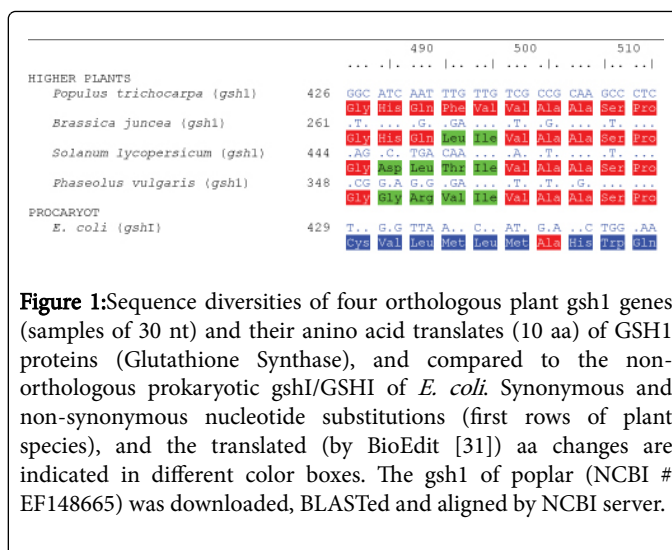 490 500 510
... .|. ... ... |.. ... .|. ... ... |..
HIGHER PLANTS
Populus trichocarpa (gsh1) 426 GGC ATC AAT TTG TTG TCG CCG CAA GCC CTC
Gly His Gln Phe Val Val Ala Ala Ser Pro
Brassica juncea (gsh1) 261 .T. ... ..G. .GA ... .T. .G. ... .T. ...
Gly His Gln Leu Ile Val Ala Ala Ser Pro
Solanum lycopersicum (gsh1) 444 .AG .C. TGA CAA ... .A. .T. ... .T. ...
Gly Asp Leu Thr Ile Val Ala Ala Ser Pro
Phaseolus vulgaris (gsh1) 348 .CG G.A G.G .GA ... .T. .T. .G. ... ...
Gly Gly Arg Val Ile Val Ala Ala Ser Pro
PROCARYOT
E. coli (gshI) 429 T.. G.G TTA A.. C.. AT. G.A ..C TGG .AA
Cys Val Leu Met Leu Met Ala His Trp Gln
Figure 1:Sequence diversities of four orthologous plant gsh1 genes
(samples of 30 nt) and their anino acid translates (10 aa) of GSH1
proteins (Glutathione Synthase), and compared to the non-
orthologous prokaryotic gshI/GSHI of E. coli. Synonymous and
non-synonymous nucleotide substitutions (first rows of plant
species), and the translated (by BioEdit [31]) aa changes are
indicated in different color boxes. The gsh1 of poplar (NCBI #
EF148665) was downloaded, BLASTed and aligned by NCBI server.